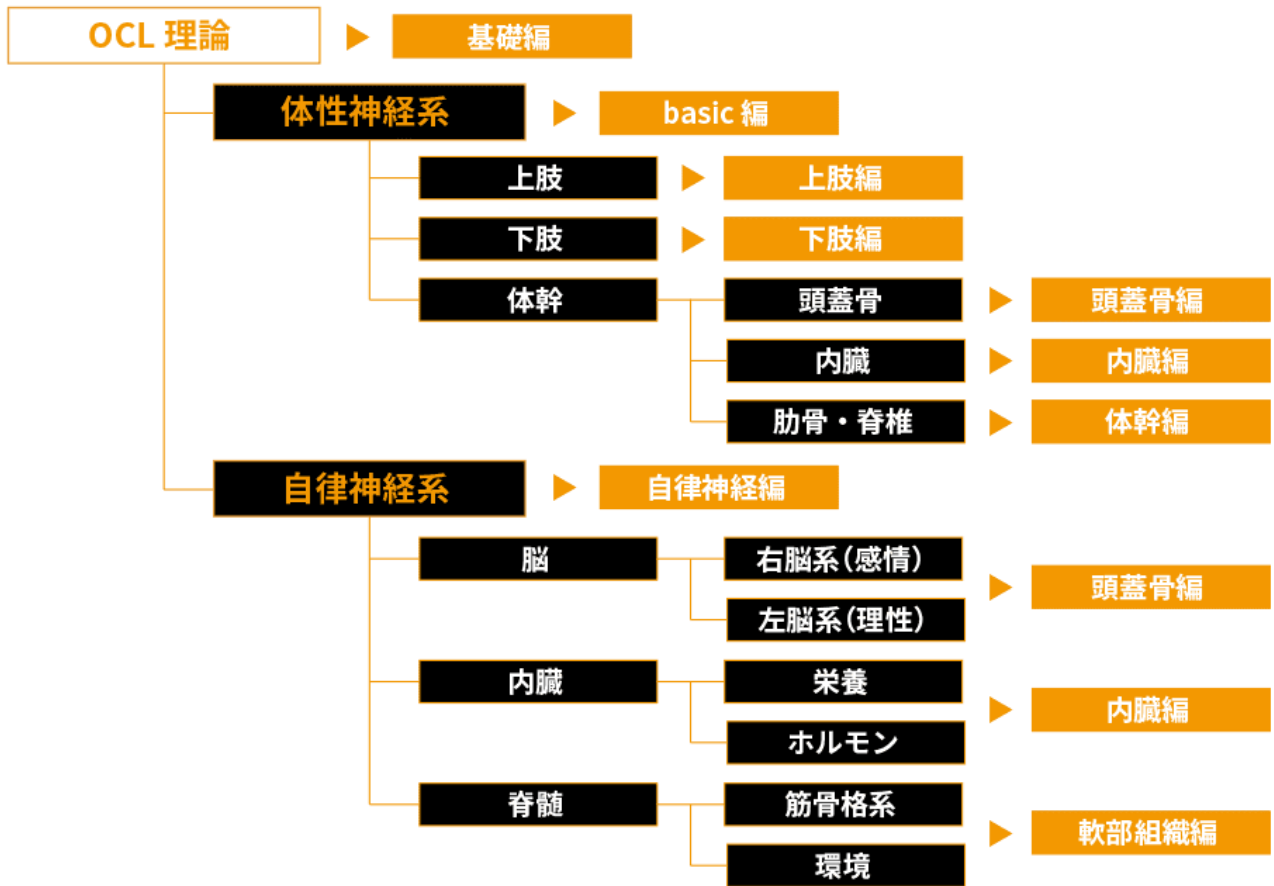 OCL 理論
基礎編
体性神経系
basic 編
上肢
上肢編
下肢
下肢編
体幹
頭蓋骨
頭蓋骨編
内臓
内臓編
肋骨・脊椎
体幹編
自律神経系
自律神経編
脳
右脳系（感情）
頭蓋骨編
左脳系（理性）
内臓
栄養
内臓編
ホルモン
脊髄
筋骨格系
軟部組織編
環境